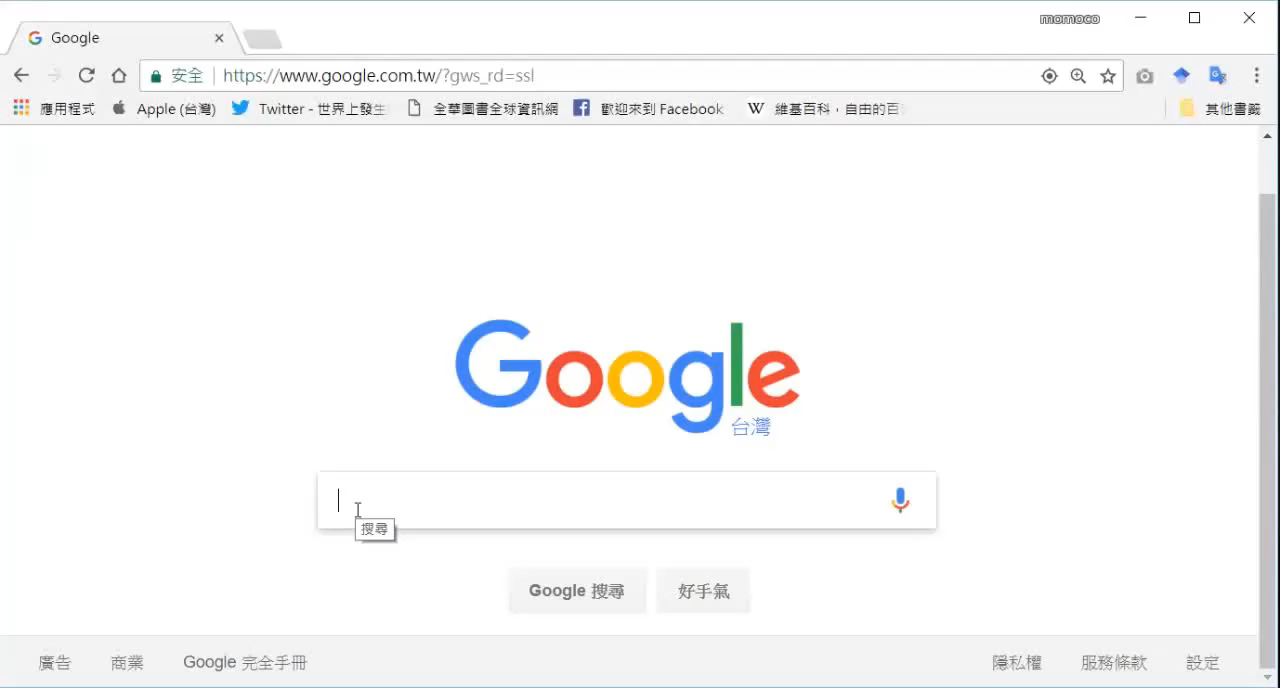 momoco
Google
安全 https://www.google.com.tw/?gws_rd=ssl
應用程式 Apple (台灣) Twitter - 世界上發生 全華圖書全球資訊網 歡迎來到 Facebook 維基百科，自由的百 其他書籤
Google
台灣
搜尋
Google 搜尋 好手氣
廣告 商業 Google 完全手冊 隱私權 服務條款 設定